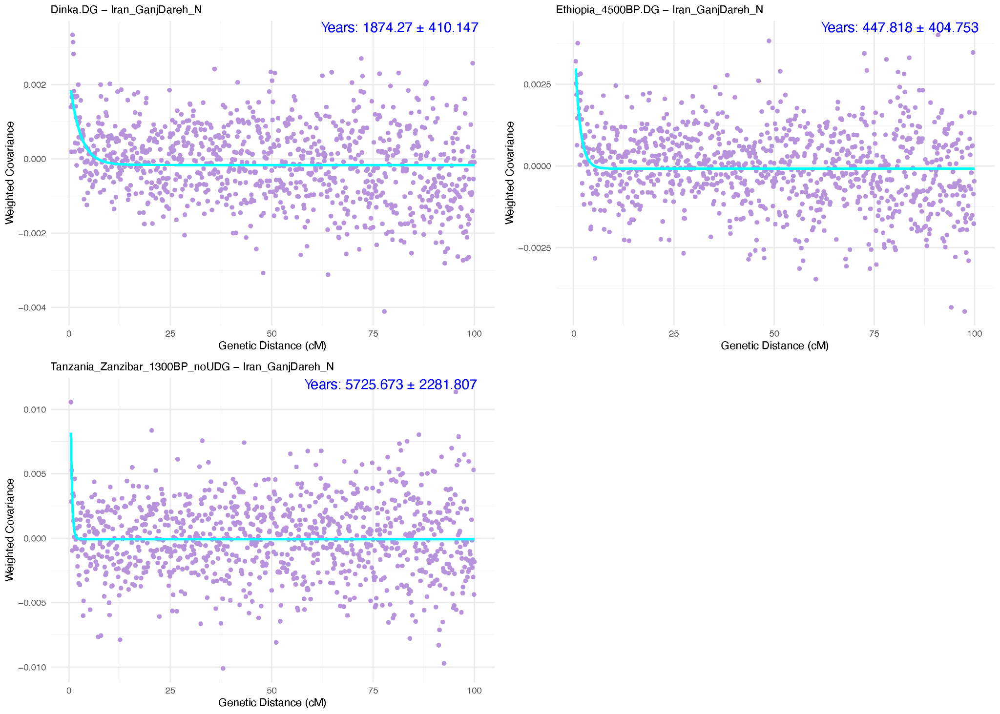 Dinka.DG – Iran_GanjDareh_N
Years: 1874.27 ± 410.147
0.002
0.000
−0.002
−0.004
Weighted Covariance
0 25 50 75 100
Genetic Distance (cM)
Ethiopia_4500BP.DG – Iran_GanjDareh_N
Years: 447.818 ± 404.753
0.0025
0.0000
−0.0025
Weighted Covariance
0 25 50 75 100
Genetic Distance (cM)
Tanzania_Zanzibar_1300BP_noUDG – Iran_GanjDareh_N
Years: 5725.673 ± 2281.807
0.010
0.005
0.000
−0.005
−0.010
Weighted Covariance
0 25 50 75 100
Genetic Distance (cM)